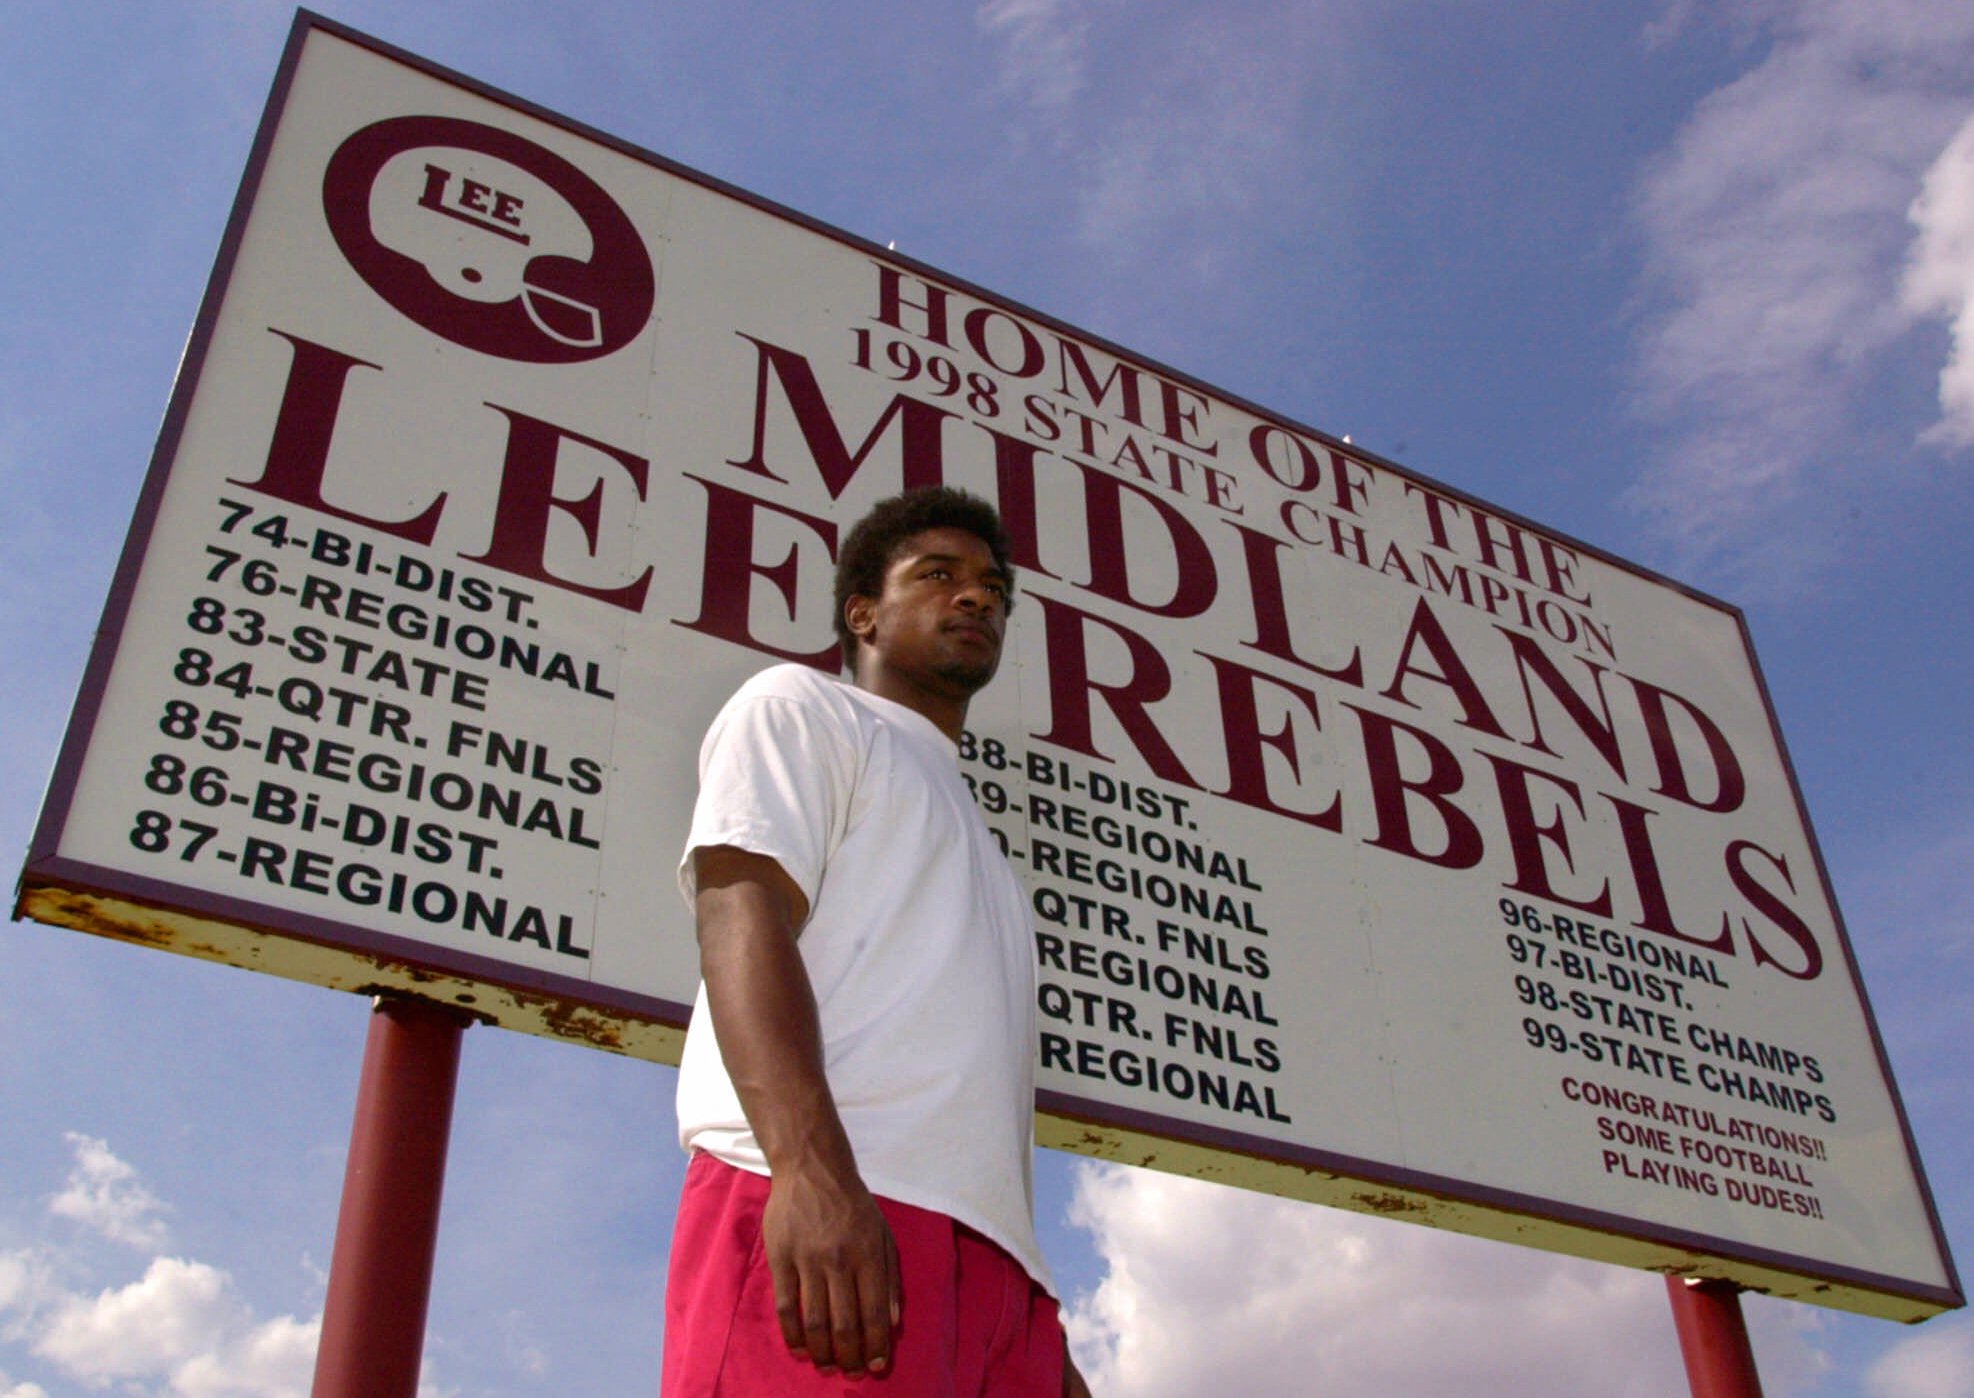 LEE
HOME OF THE
1998 STATE CHAMPION
MIDLAND
LEE REBELS
74-BI-DIST.
76-REGIONAL
83-STATE
84-QTR. FNLS
85-REGIONAL
86-Bi-DIST.
87-REGIONAL
88-BI-DIST.
89-REGIONAL
0-REGIONAL
QTR. FNLS
REGIONAL
QTR. FNLS
REGIONAL
96-REGIONAL
97-BI-DIST.
98-STATE CHAMPS
99-STATE CHAMPS
CONGRATULATIONS!!
SOME FOOTBALL
PLAYING DUDES!!